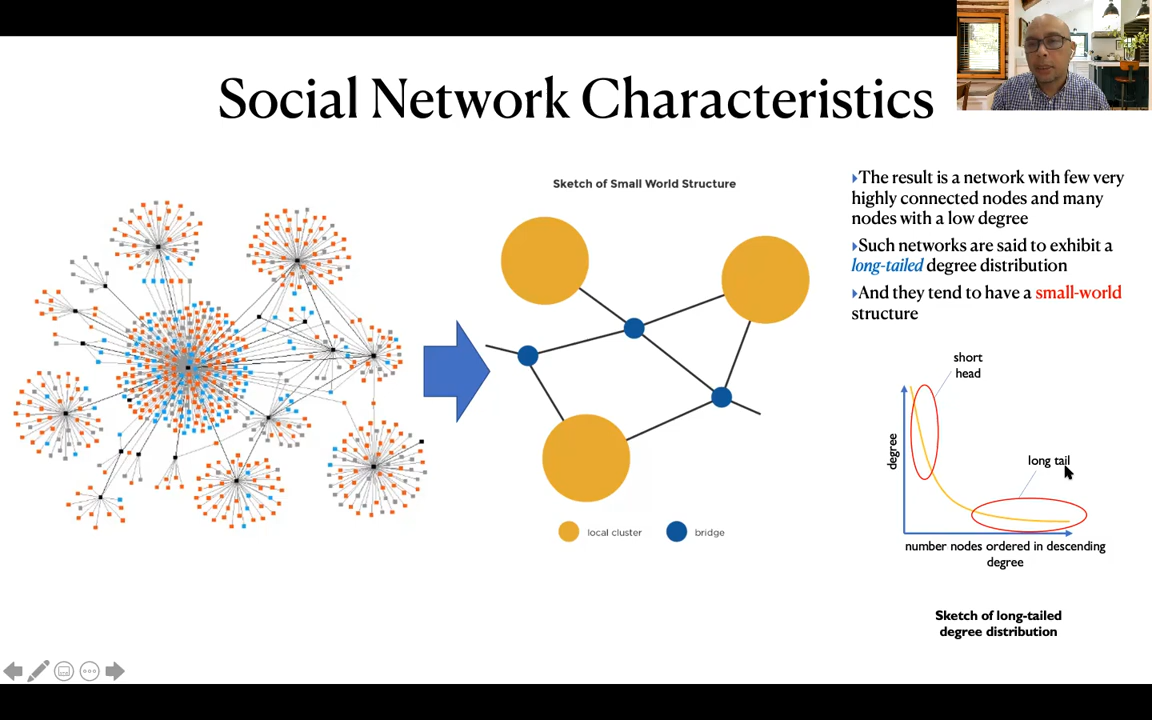 Social Network Characteristics
Sketch of Small World Structure
local cluster
bridge
The result is a network with few very
highly connected nodes and many
nodes with a low degree
Such networks are said to exhibit a
long-tailed degree distribution
And they tend to have a small-world
structure
short
head
long tail
degree
number nodes ordered in descending
degree
Sketch of long-tailed
degree distribution